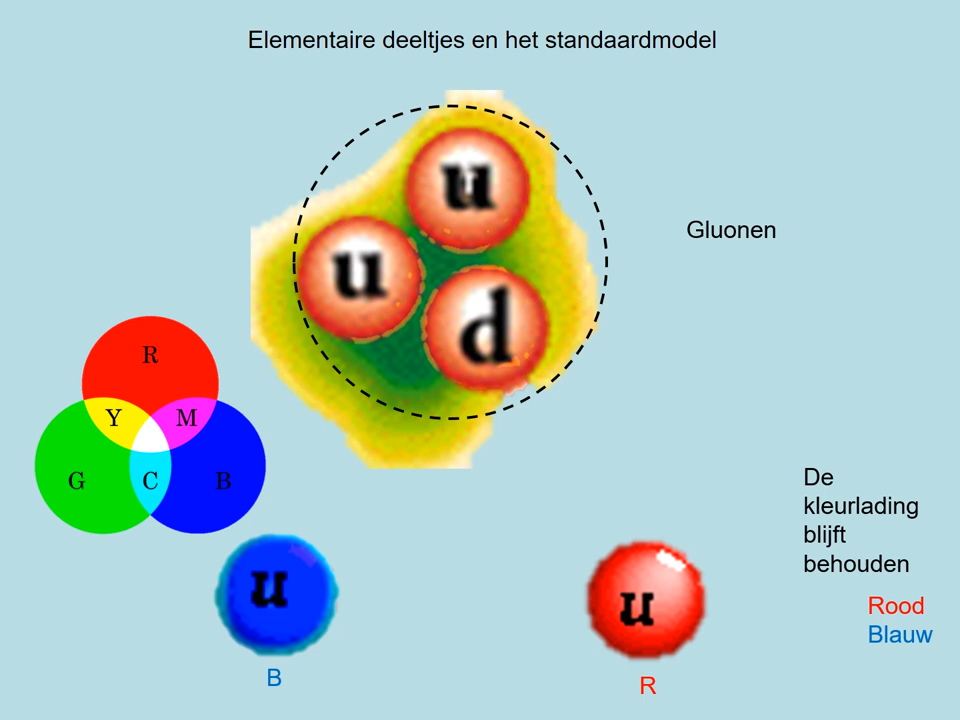 Elementaire deeltjes en het standaardmodel
u
u
d
Gluonen
R
Y
M
G
C
B
De
kleurlading
blijft
behouden
Rood
Blauw
u
B
u
R